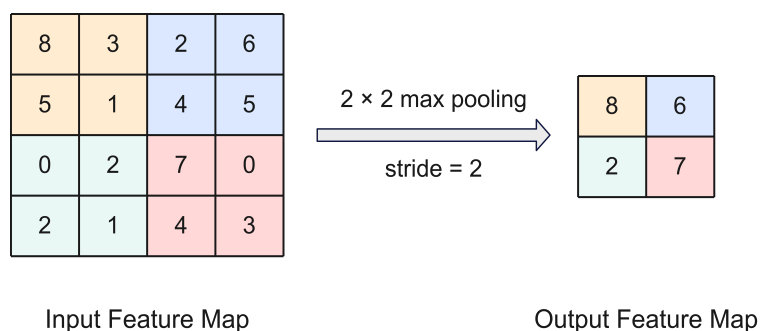 8 3 2 6
5 1 4 5
0 2 7 0
2 1 4 3
2 × 2 max pooling
stride = 2
8 6
2 7
Input Feature Map
Output Feature Map